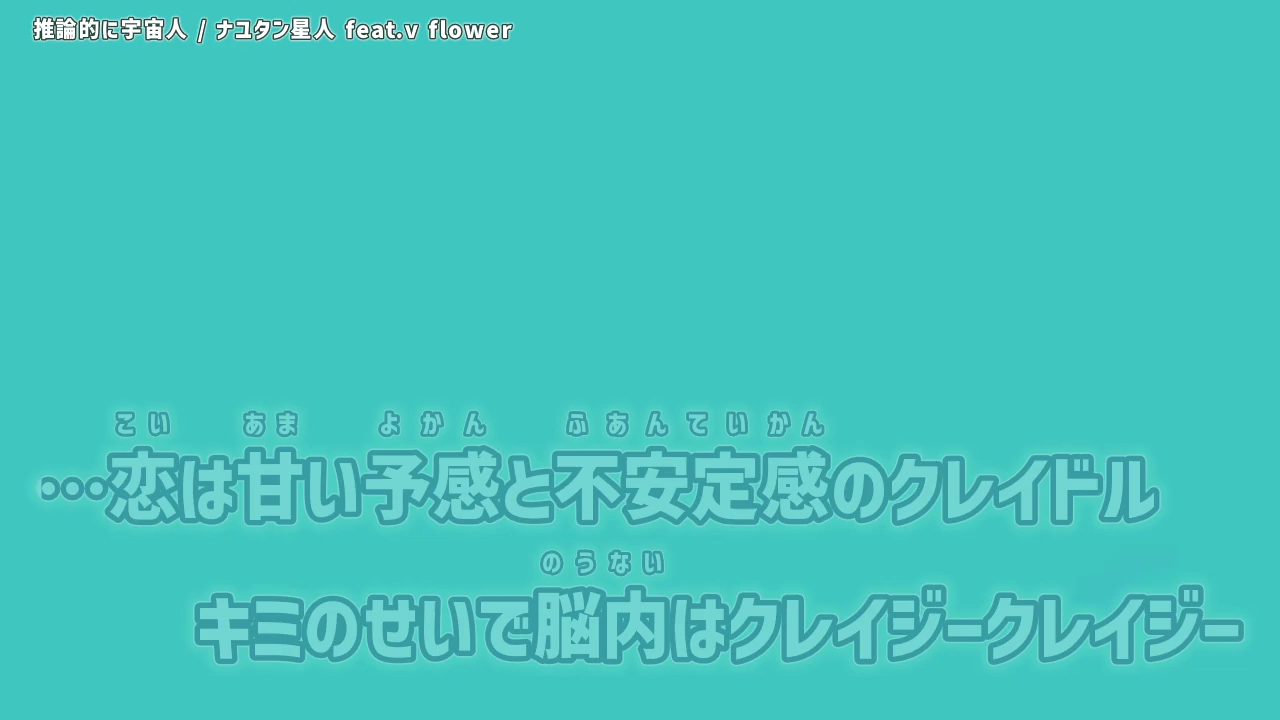 推論的に宇宙人 / ナユタン星人 feat.v flower
こい あま よかん ふあんていかん
…恋は甘い予感と不安定感のクレイドル
のうない
キミのせいで脳内はクレイジークレイジー